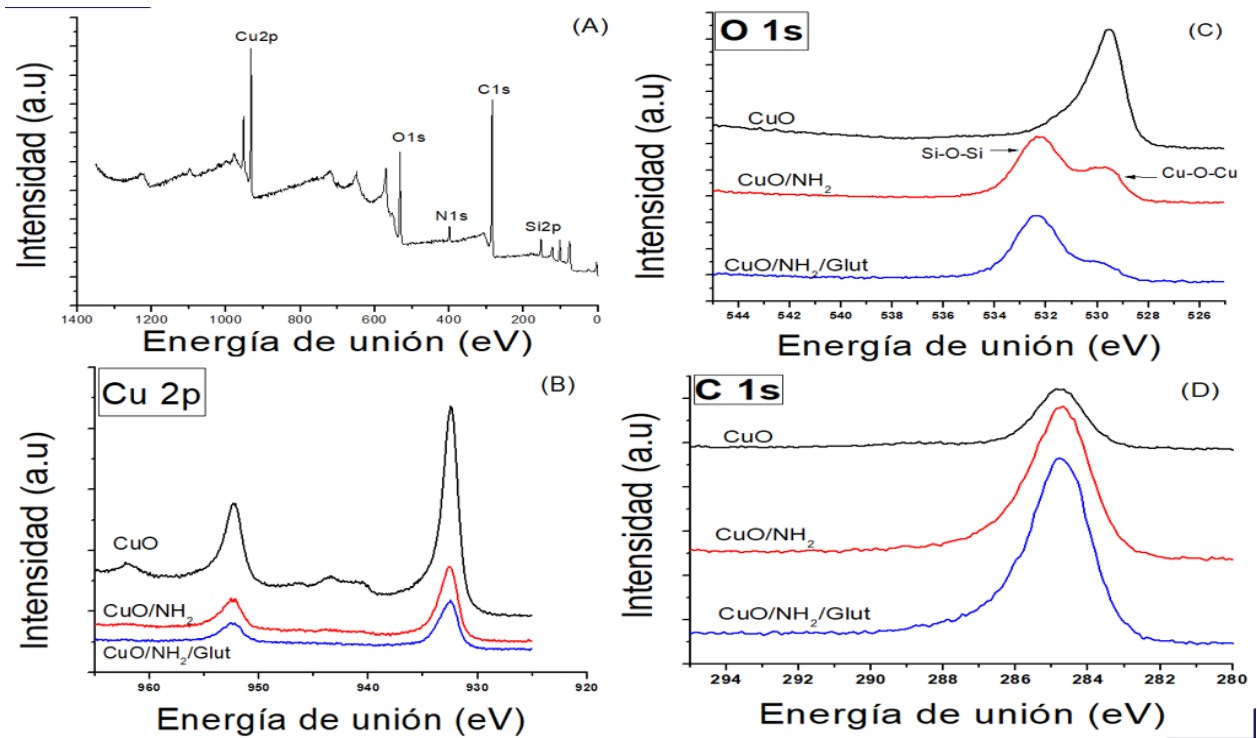 (A)
Cu2p
C1s
O1s
N1s
Si2p
Intensidad (a.u)
1400 1200 1000 800 600 400 200 0
Energía de unión (eV)
Cu 2p
(B)
CuO
CuO/NH₂
CuO/NH₂/Glut
Intensidad (a.u)
960 950 940 930 920
Energía de unión (eV)
O 1s
(C)
CuO
Si-O-Si
Cu-O-Cu
CuO/NH₂
CuO/NH₂/Glut
Intensidad (a.u)
544 542 540 538 536 534 532 530 528 526
Energía de unión (eV)
C 1s
(D)
CuO
CuO/NH₂
CuO/NH₂/Glut
Intensidad (a.u)
294 292 290 288 286 284 282 280
Energía de unión (eV)